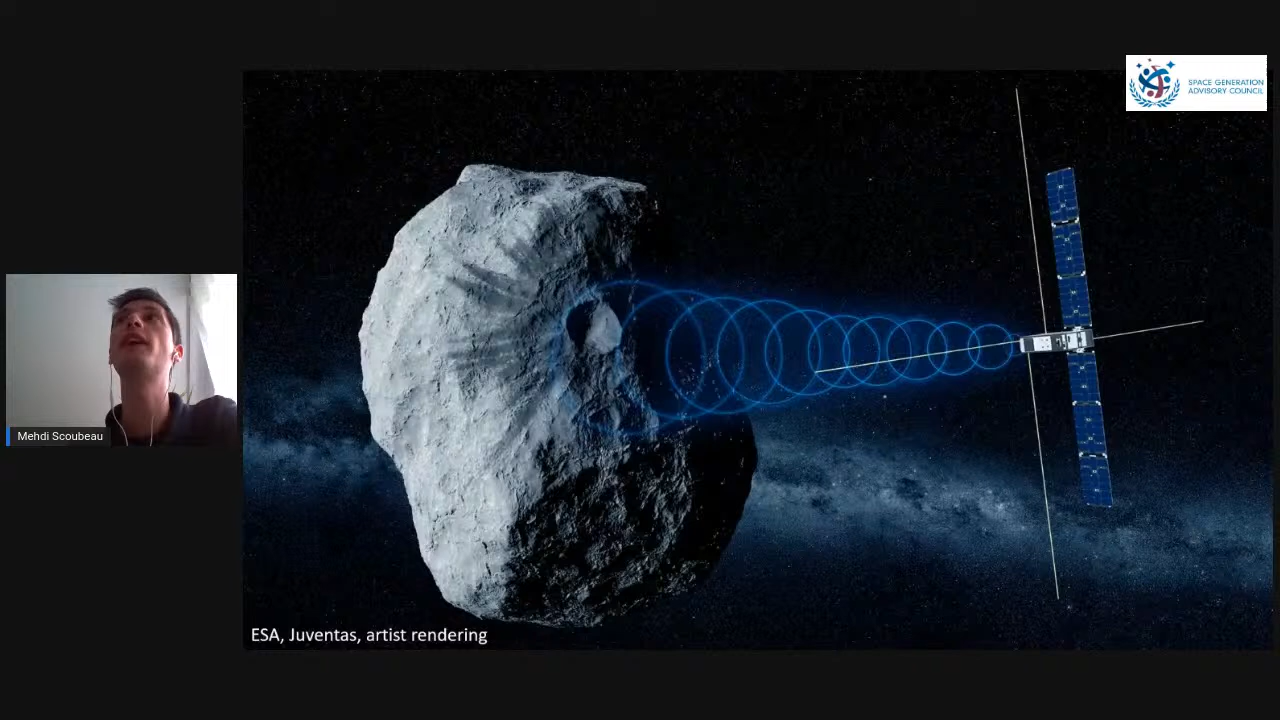 SPACE GENERATION
ADVISORY COUNCIL
Mehdi Scoubeau
ESA, Juventas, artist rendering